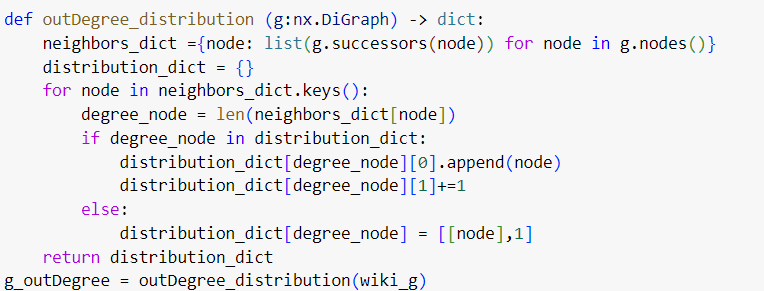 def outDegree_distribution (g:nx.DiGraph) -> dict:
    neighbors_dict ={node: list(g.successors(node)) for node in g.nodes()}
    distribution_dict = {}
    for node in neighbors_dict.keys():
        degree_node = len(neighbors_dict[node])
        if degree_node in distribution_dict:
            distribution_dict[degree_node][0].append(node)
            distribution_dict[degree_node][1]+=1
        else:
            distribution_dict[degree_node] = [[node],1]
    return distribution_dict
g_outDegree = outDegree_distribution(wiki_g)